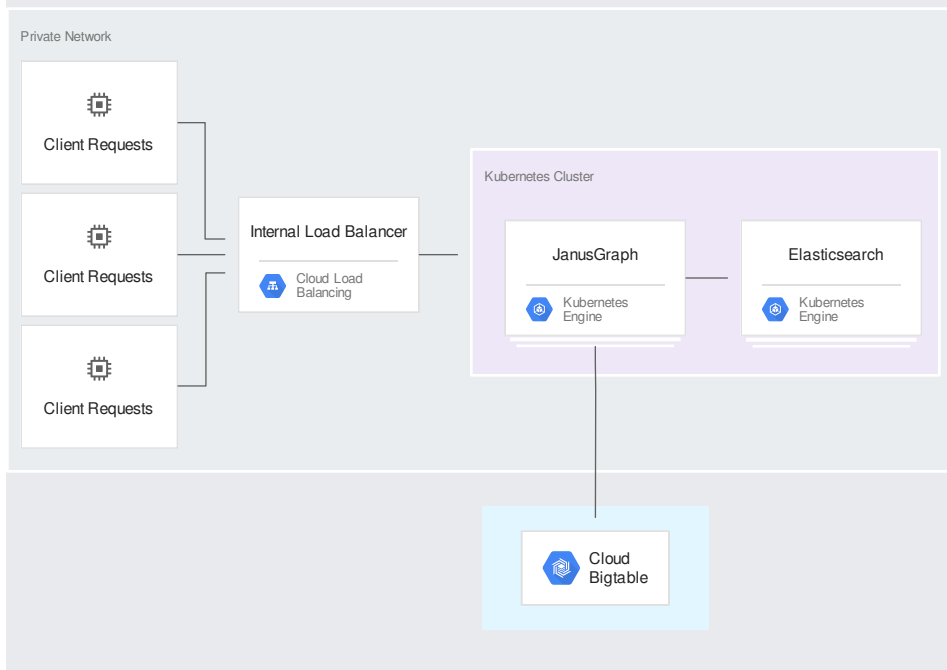 Private Network
Client Requests
Client Requests
Client Requests
Internal Load Balancer
Cloud Load
Balancing
Kubernetes Cluster
JanusGraph
Kubernetes
Engine
Elasticsearch
Kubernetes
Engine
Cloud
Bigtable